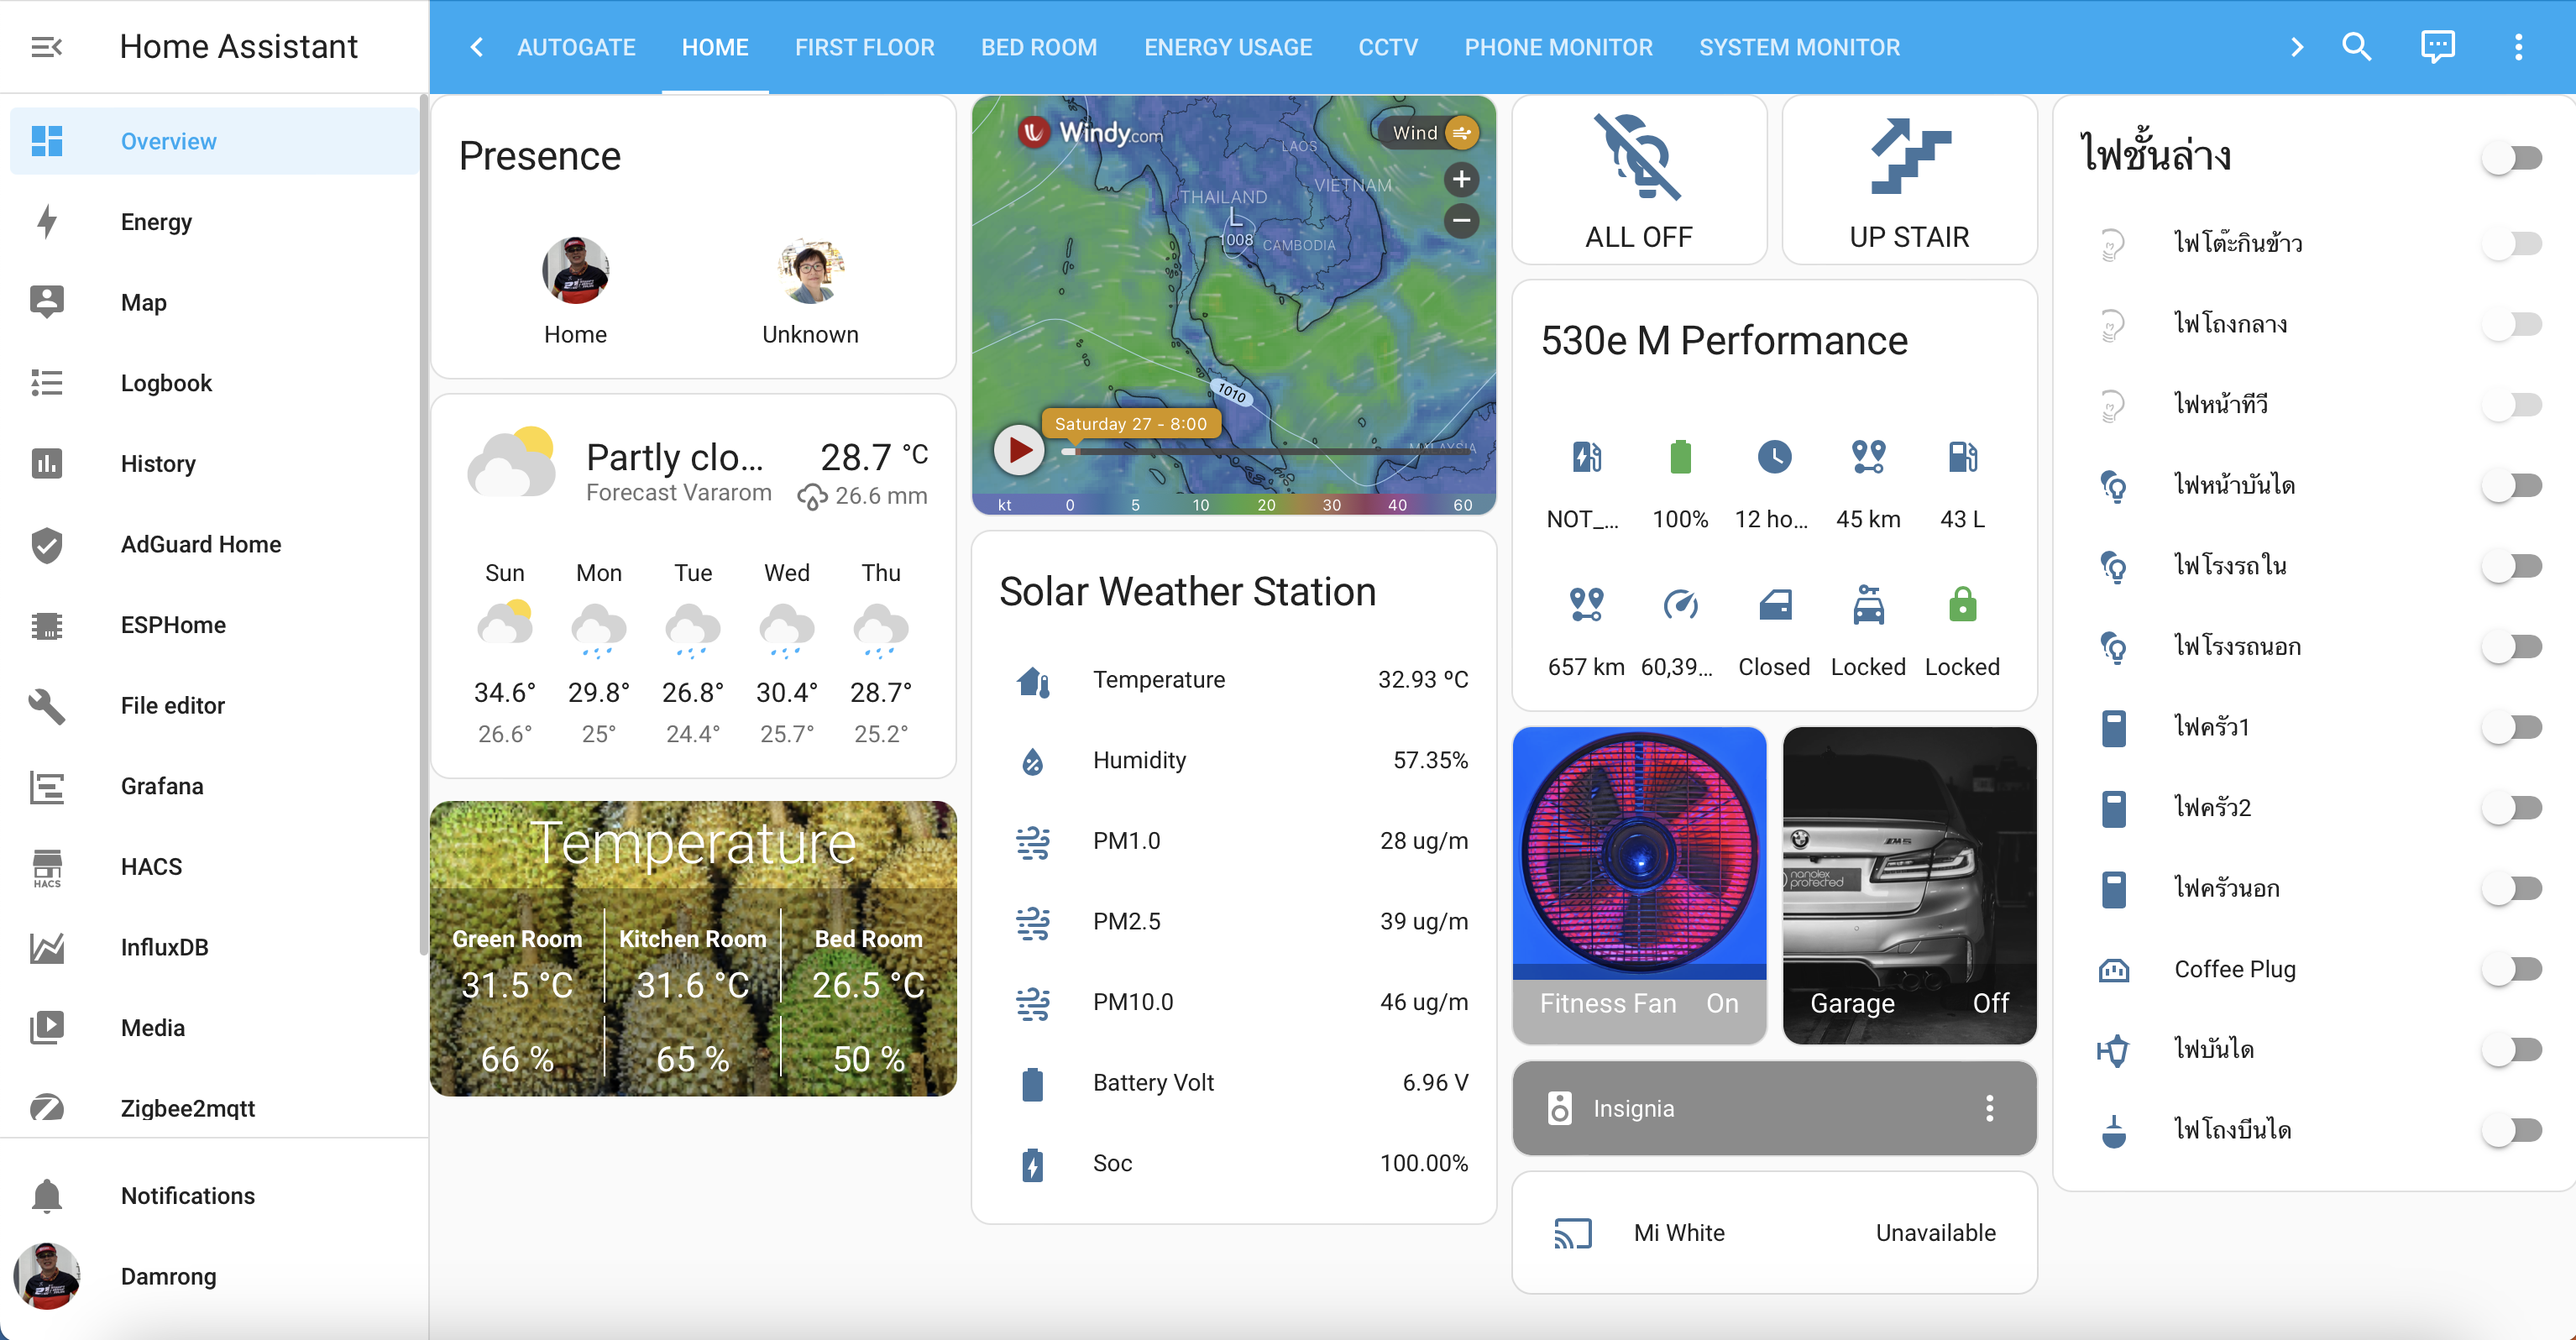 Home Assistant
AUTOGATE HOME FIRST FLOOR BED ROOM ENERGY USAGE CCTV PHONE MONITOR SYSTEM MONITOR
Overview
Energy
Map
Logbook
History
AdGuard Home
ESPHome
File editor
Grafana
HACS
HACS
InfluxDB
Media
Zigbee2mqtt
Notifications
Damrong
Presence
Home Unknown
Partly clo... 28.7 °C
Forecast Vararom 26.6 mm
Sun Mon Tue Wed Thu
34.6° 29.8° 26.8° 30.4° 28.7°
26.6° 25° 24.4° 25.7° 25.2°
Temperature
Green Room Kitchen Room Bed Room
31.5 °C 31.6 °C 26.5 °C
66 % 65 % 50 %
Windy.com Wind
LAOS
THAILAND VIETNAM
L
1008 CAMBODIA
1010
Saturday 27 - 8:00
MALAYSIA
kt 0 5 10 20 30 40 60
Solar Weather Station
Temperature 32.93 ºC
Humidity 57.35%
PM1.0 28 ug/m
PM2.5 39 ug/m
PM10.0 46 ug/m
Battery Volt 6.96 V
Soc 100.00%
ALL OFF UP STAIR
530e M Performance
NOT_... 100% 12 ho... 45 km 43 L
657 km 60,39... Closed Locked Locked
M5
nanolex
protected
Fitness Fan On
Garage Off
Insignia
Mi White Unavailable
ไฟชั้นล่าง
ไฟโต๊ะกินข้าว
ไฟโถงกลาง
ไฟหน้าทีวี
ไฟหน้าบันได
ไฟโรงรถใน
ไฟโรงรถนอก
ไฟครัว1
ไฟครัว2
ไฟครัวนอก
Coffee Plug
ไฟบันได
ไฟโถงบีนได